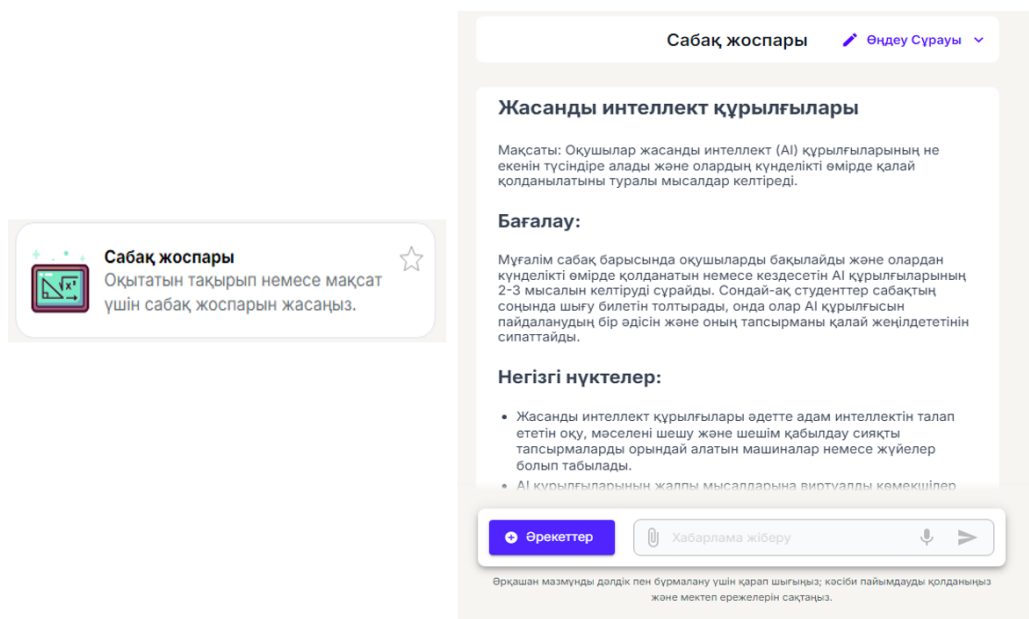 Сабақ жоспары
Оқытатын тақырып немесе мақсат
үшін сабақ жоспарын жасаңыз.
Сабақ жоспары
Өңдеу Сұрауы
Жасанды интеллект құрылғылары
Мақсаты: Оқушылар жасанды интеллект (AI) құрылғыларының не
екенін түсіндіре алады және олардың күнделікті өмірде қалай
қолданылатыны туралы мысалдар келтіреді.
Бағалау:
Мұғалім сабақ барысында оқушыларды бақылайды және олардан
күнделікті өмірде қолданатын немесе кездесетін AI құрылғыларының
2-3 мысалын келтіруді сұрайды. Сондай-ақ студенттер сабақтың
соңында шығу билетін толтырады, онда олар AI құрылғысын
пайдаланудың бір әдісін және оның тапсырманы қалай жеңілдететінін
сипаттайды.
Негізгі нүктелер:
• Жасанды интеллект құрылғылары әдетте адам интеллектін талап
ететін оқу, мәселені шешу және шешім қабылдау сияқты
тапсырмаларды орындай алатын машиналар немесе жүйелер
болып табылады.
• AI құрылғыларының жалпы мысалдарына виртуалды көмекшілер
Әрекеттер
Хабарлама жіберу
Әрқашан мазмұнды дәлдік пен бұрмалану үшін қарап шығыңыз; кәсіби пайымдауды қолданыңыз
және мектеп ережелерін сақтаңыз.